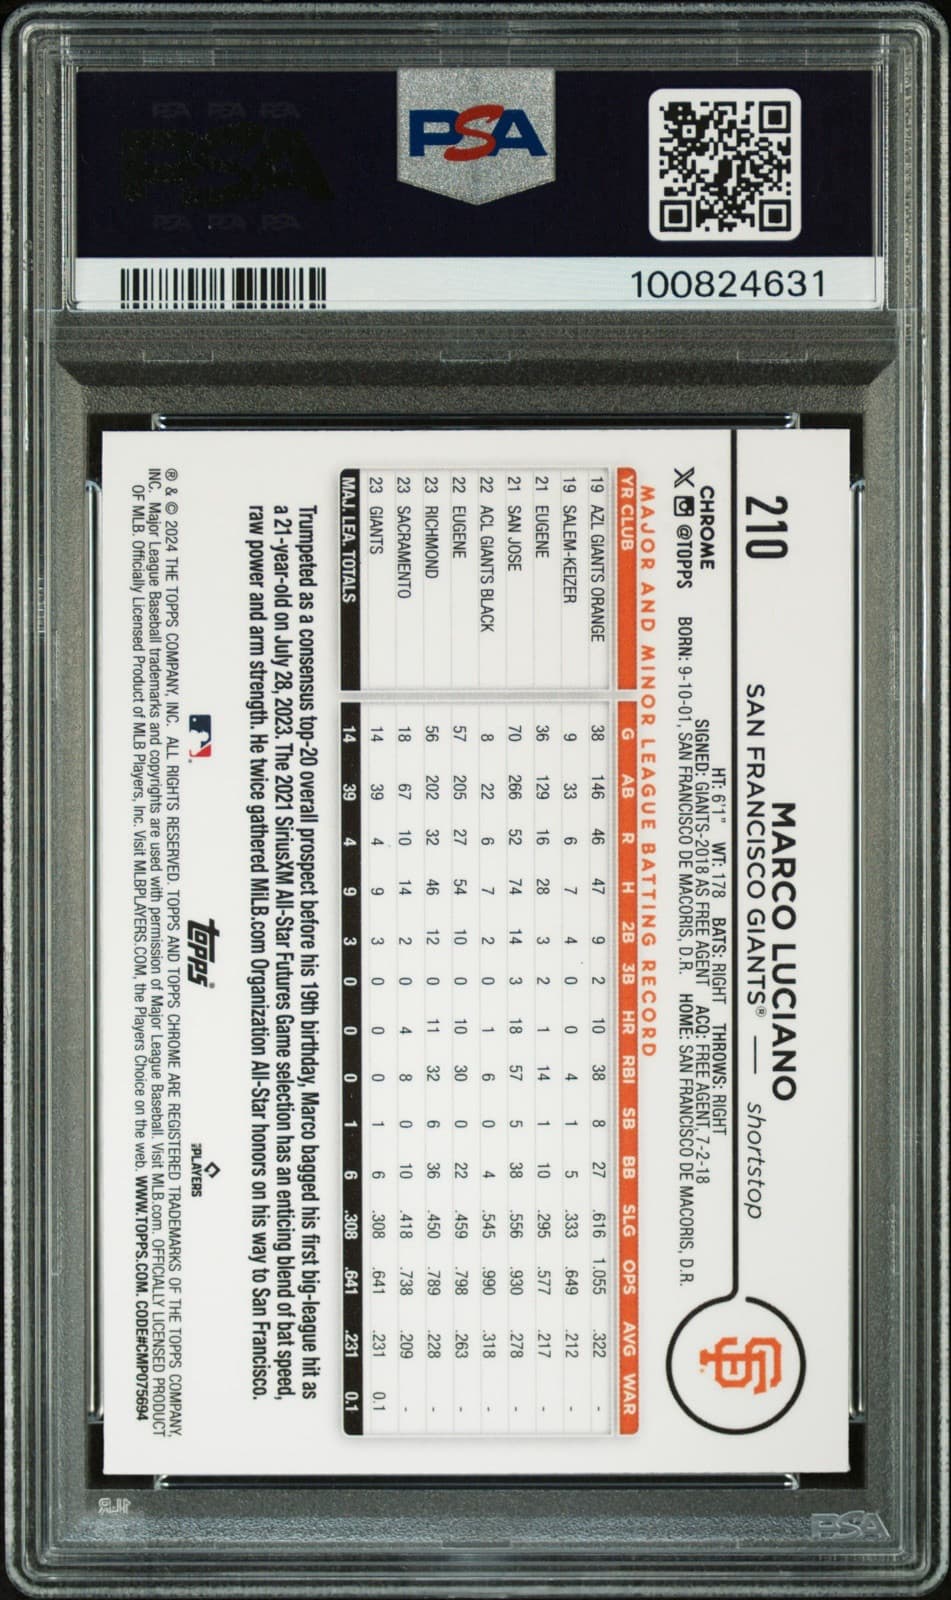 PSA PSA PSA
PSA
PSA PSA PSA
PSA
100824631
210
MARCO LUCIANO
SAN FRANCISCO GIANTS® — shortstop
HT: 6'1" WT: 178 BATS: RIGHT THROWS: RIGHT
CHROME SIGNED: GIANTS-2018 AS FREE AGENT ACQ: FREE AGENT, 7-2-18
X @TOPPS BORN: 9-10-01, SAN FRANCISCO DE MACORIS, D.R. HOME: SAN FRANCISCO DE MACORIS, D.R.
MAJOR AND MINOR LEAGUE BATTING RECORD
YR CLUB G AB R H 2B 3B HR RBI SB BB SLG OPS AVG WAR
19 AZL GIANTS ORANGE 38 146 46 47 9 2 10 38 8 27 .616 1.055 .322 -
19 SALEM-KEIZER 9 33 6 7 4 0 0 4 1 5 .333 .649 .212 -
21 EUGENE 36 129 16 28 3 2 1 14 1 10 .295 .577 .217 -
21 SAN JOSE 70 266 52 74 14 3 18 57 5 38 .556 .930 .278 -
22 ACL GIANTS BLACK 8 22 6 7 2 0 1 6 0 4 .545 .990 .318 -
22 EUGENE 57 205 27 54 10 0 10 30 0 22 .459 .798 .263 -
23 RICHMOND 56 202 32 46 12 0 11 32 6 36 .450 .789 .228 -
23 SACRAMENTO 18 67 10 14 2 0 4 8 0 10 .418 .738 .209 -
23 GIANTS 14 39 4 9 3 0 0 0 1 6 .308 .641 .231 0.1
MAJ. LEA. TOTALS 14 39 4 9 3 0 0 0 1 6 .308 .641 .231 0.1
Trumpeted as a consensus top-20 overall prospect before his 19th birthday, Marco bagged his first big-league hit as
a 21-year-old on July 28, 2023. The 2021 SiriusXM All-Star Futures Game selection has an enticing blend of bat speed,
raw power and arm strength. He twice gathered MiLB.com Organization All-Star honors on his way to San Francisco.
topps
PLAYERS
® & © 2024 THE TOPPS COMPANY, INC. ALL RIGHTS RESERVED. TOPPS AND TOPPS CHROME ARE REGISTERED TRADEMARKS OF THE TOPPS COMPANY,
INC. Major League Baseball trademarks and copyrights are used with permission of Major League Baseball. Visit MLB.com. OFFICIALLY LICENSED PRODUCT
OF MLB. Officially Licensed Product of MLB Players, Inc. Visit MLBPLAYERS.COM, the Players Choice on the web. WWW.TOPPS.COM. CODE#CMP075694
PSA